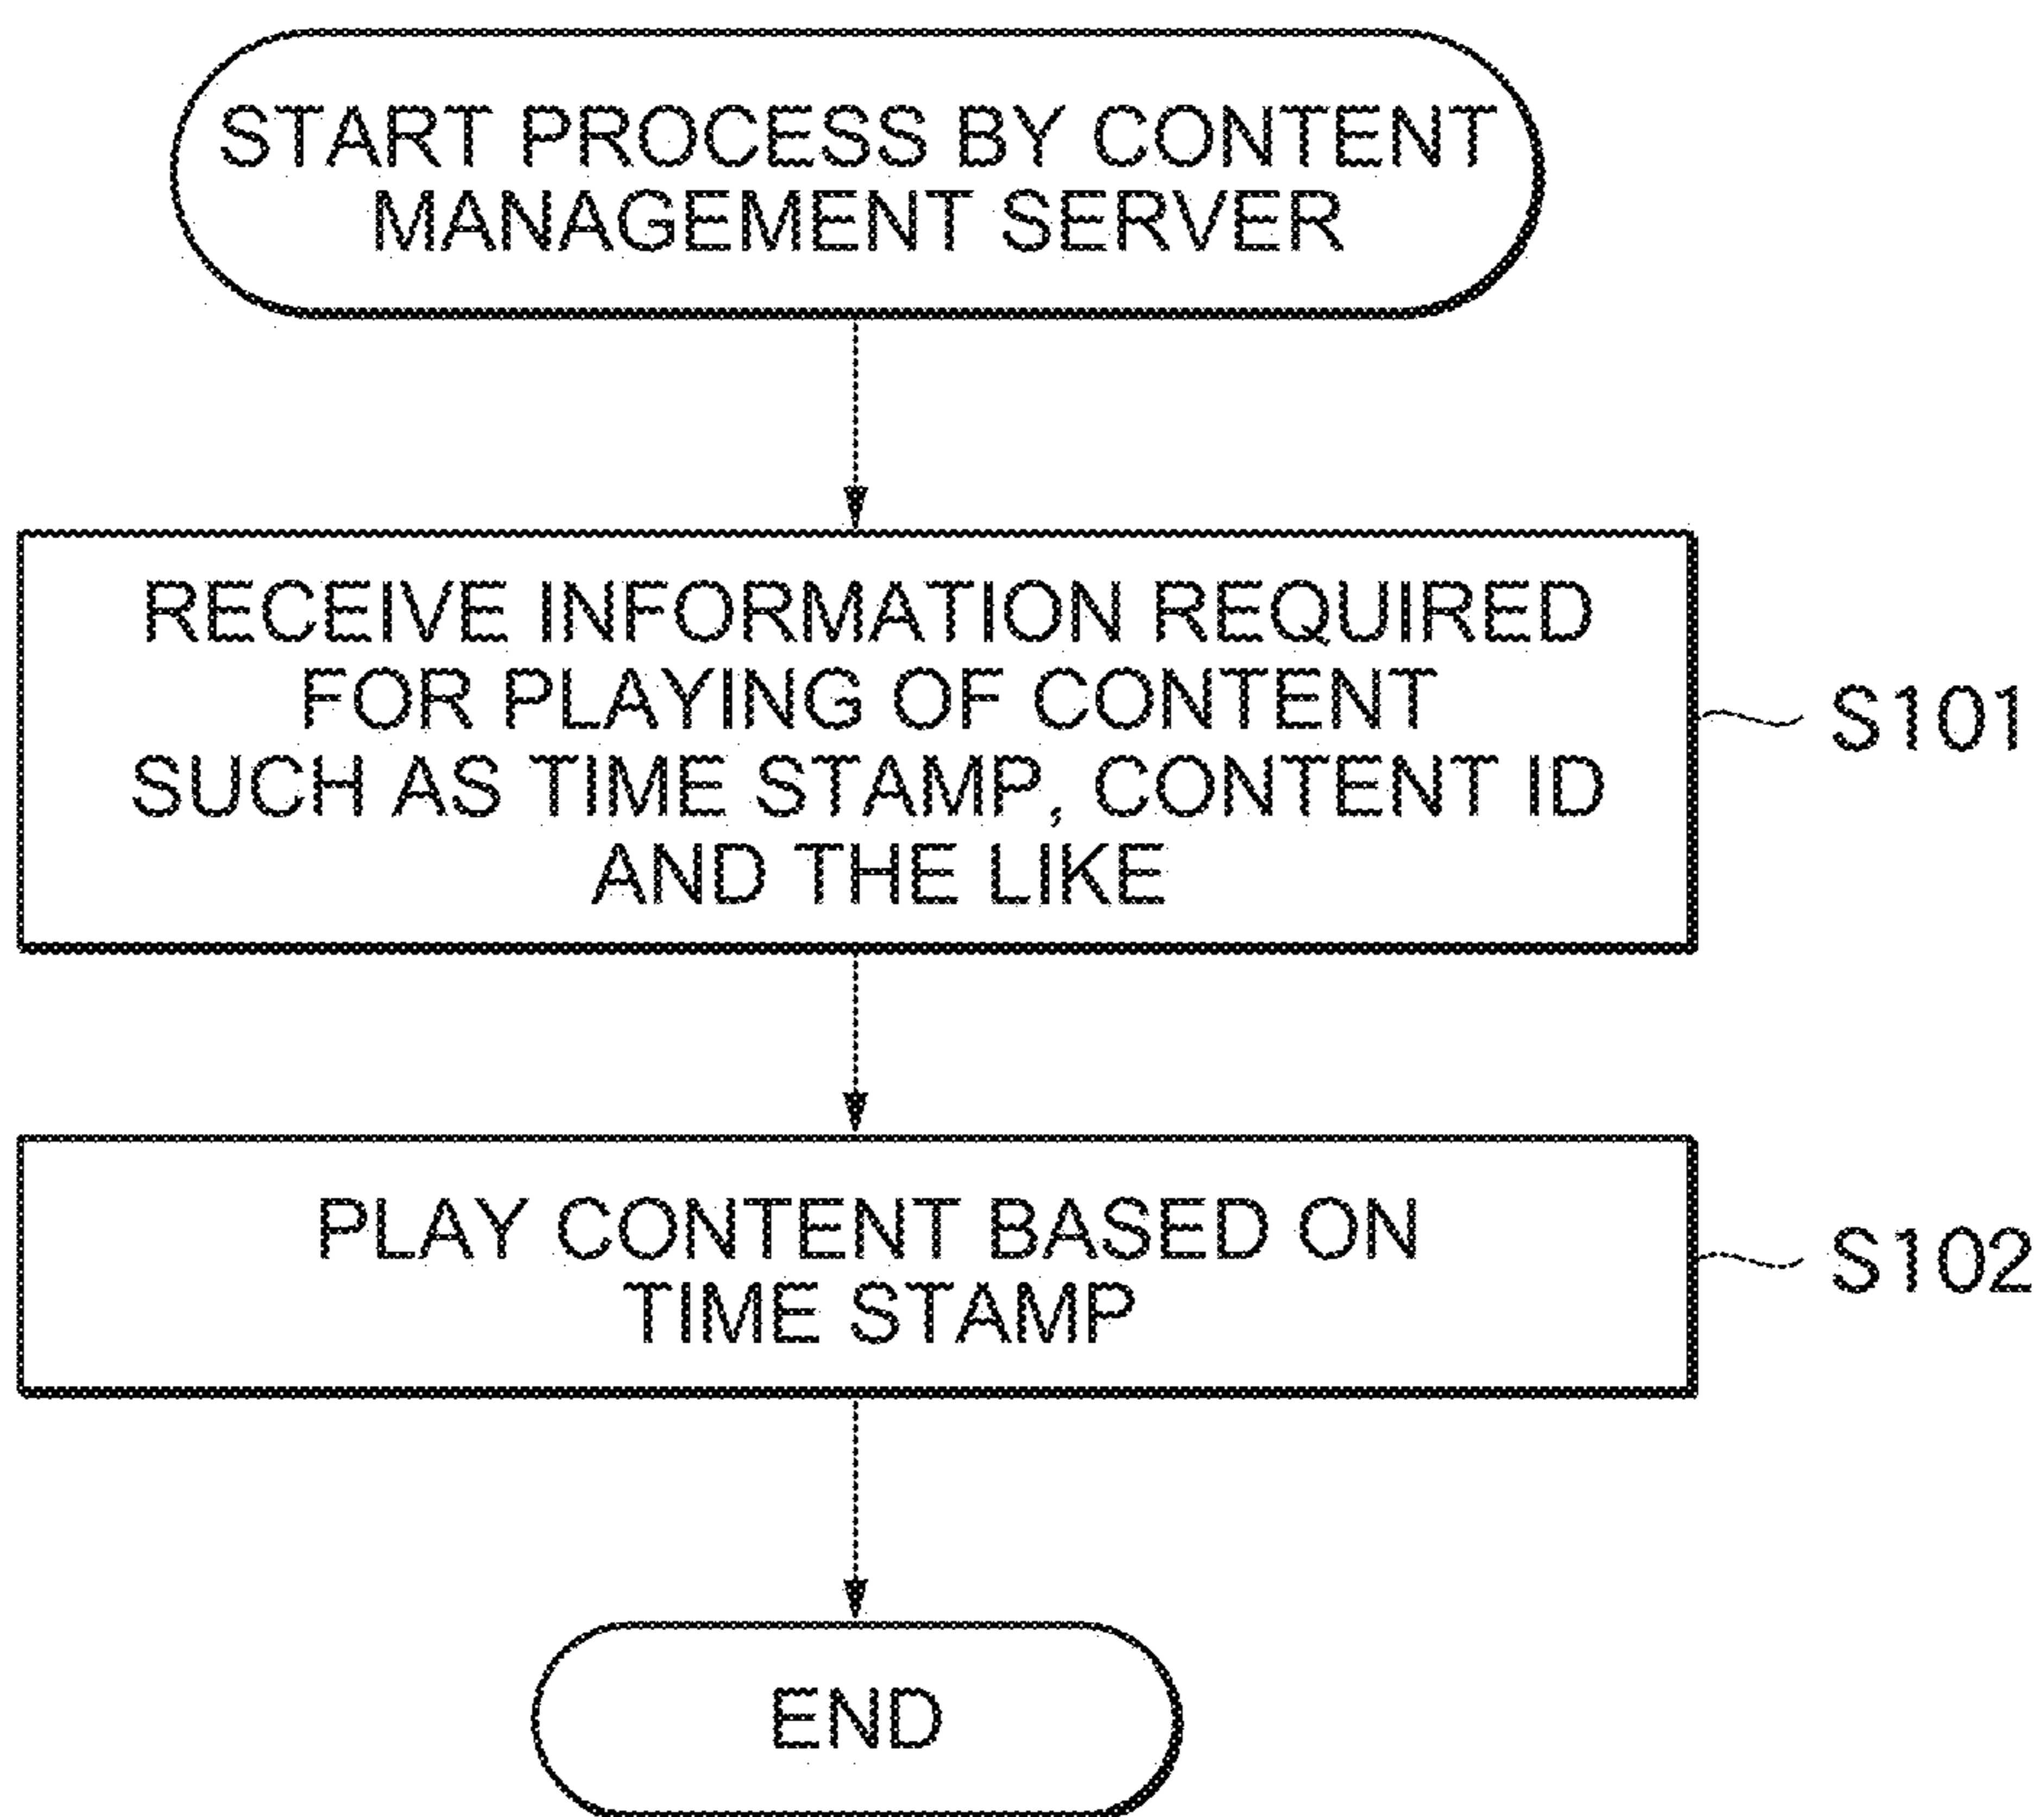 START PROCESS BY CONTENT
MANAGEMENT SERVER
RECEIVE INFORMATION REQUIRED
FOR PLAYING OF CONTENT
SUCH AS TIME STAMP, CONTENT ID
AND THE LIKE
S101
PLAY CONTENT BASED ON
TIME STAMP
S102
END